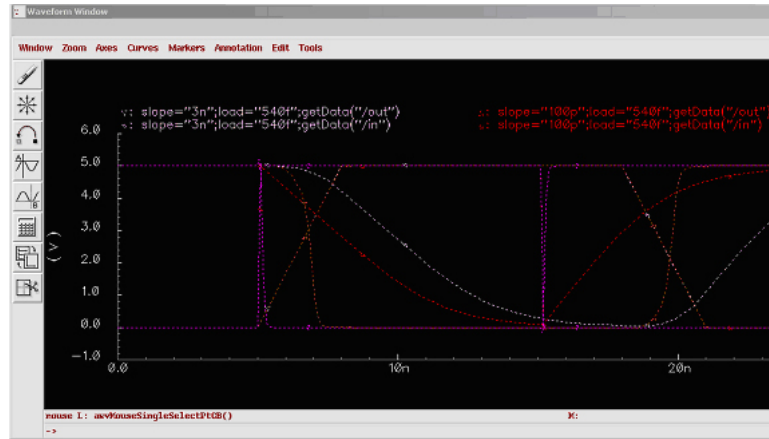 Waveform Window
Window Zoom Axes Curves Markers Annotation Edit Tools
slope="3n";load="540f";getData("/out")
slope="3n";load="540f";getData("/in")
slope="100p";load="540f";getData("/out
slope="100p";load="540f";getData("/in")
6.0
5.0
4.0
3.0
2.0
1.0
0.0
-1.0
(V)
0.0 10n 20n
mouse L: awvMouseSingleSelectPtCB() M:
->